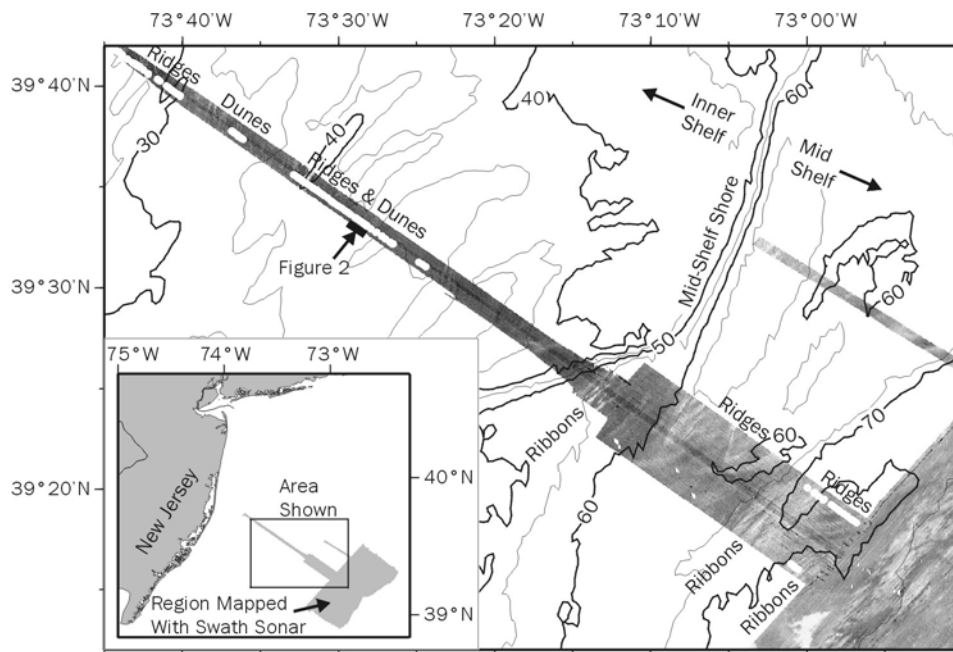 73°40'W 73°30'W 73°20'W 73°10'W 73°00'W
39°40'N
39°30'N
39°20'N
Ridges
Dunes
40
Ridges & Dunes
30
Figure 2
40
Inner
Shelf
60
Mid
Shelf
Mid-Shelf Shore
60
50
70
Ridges
60
Ridges
Ribbons
60
Ribbons
Ribbons
75°W 74°W 73°W
40°N
39°N
New Jersey
Area
Shown
Region Mapped
With Swath Sonar